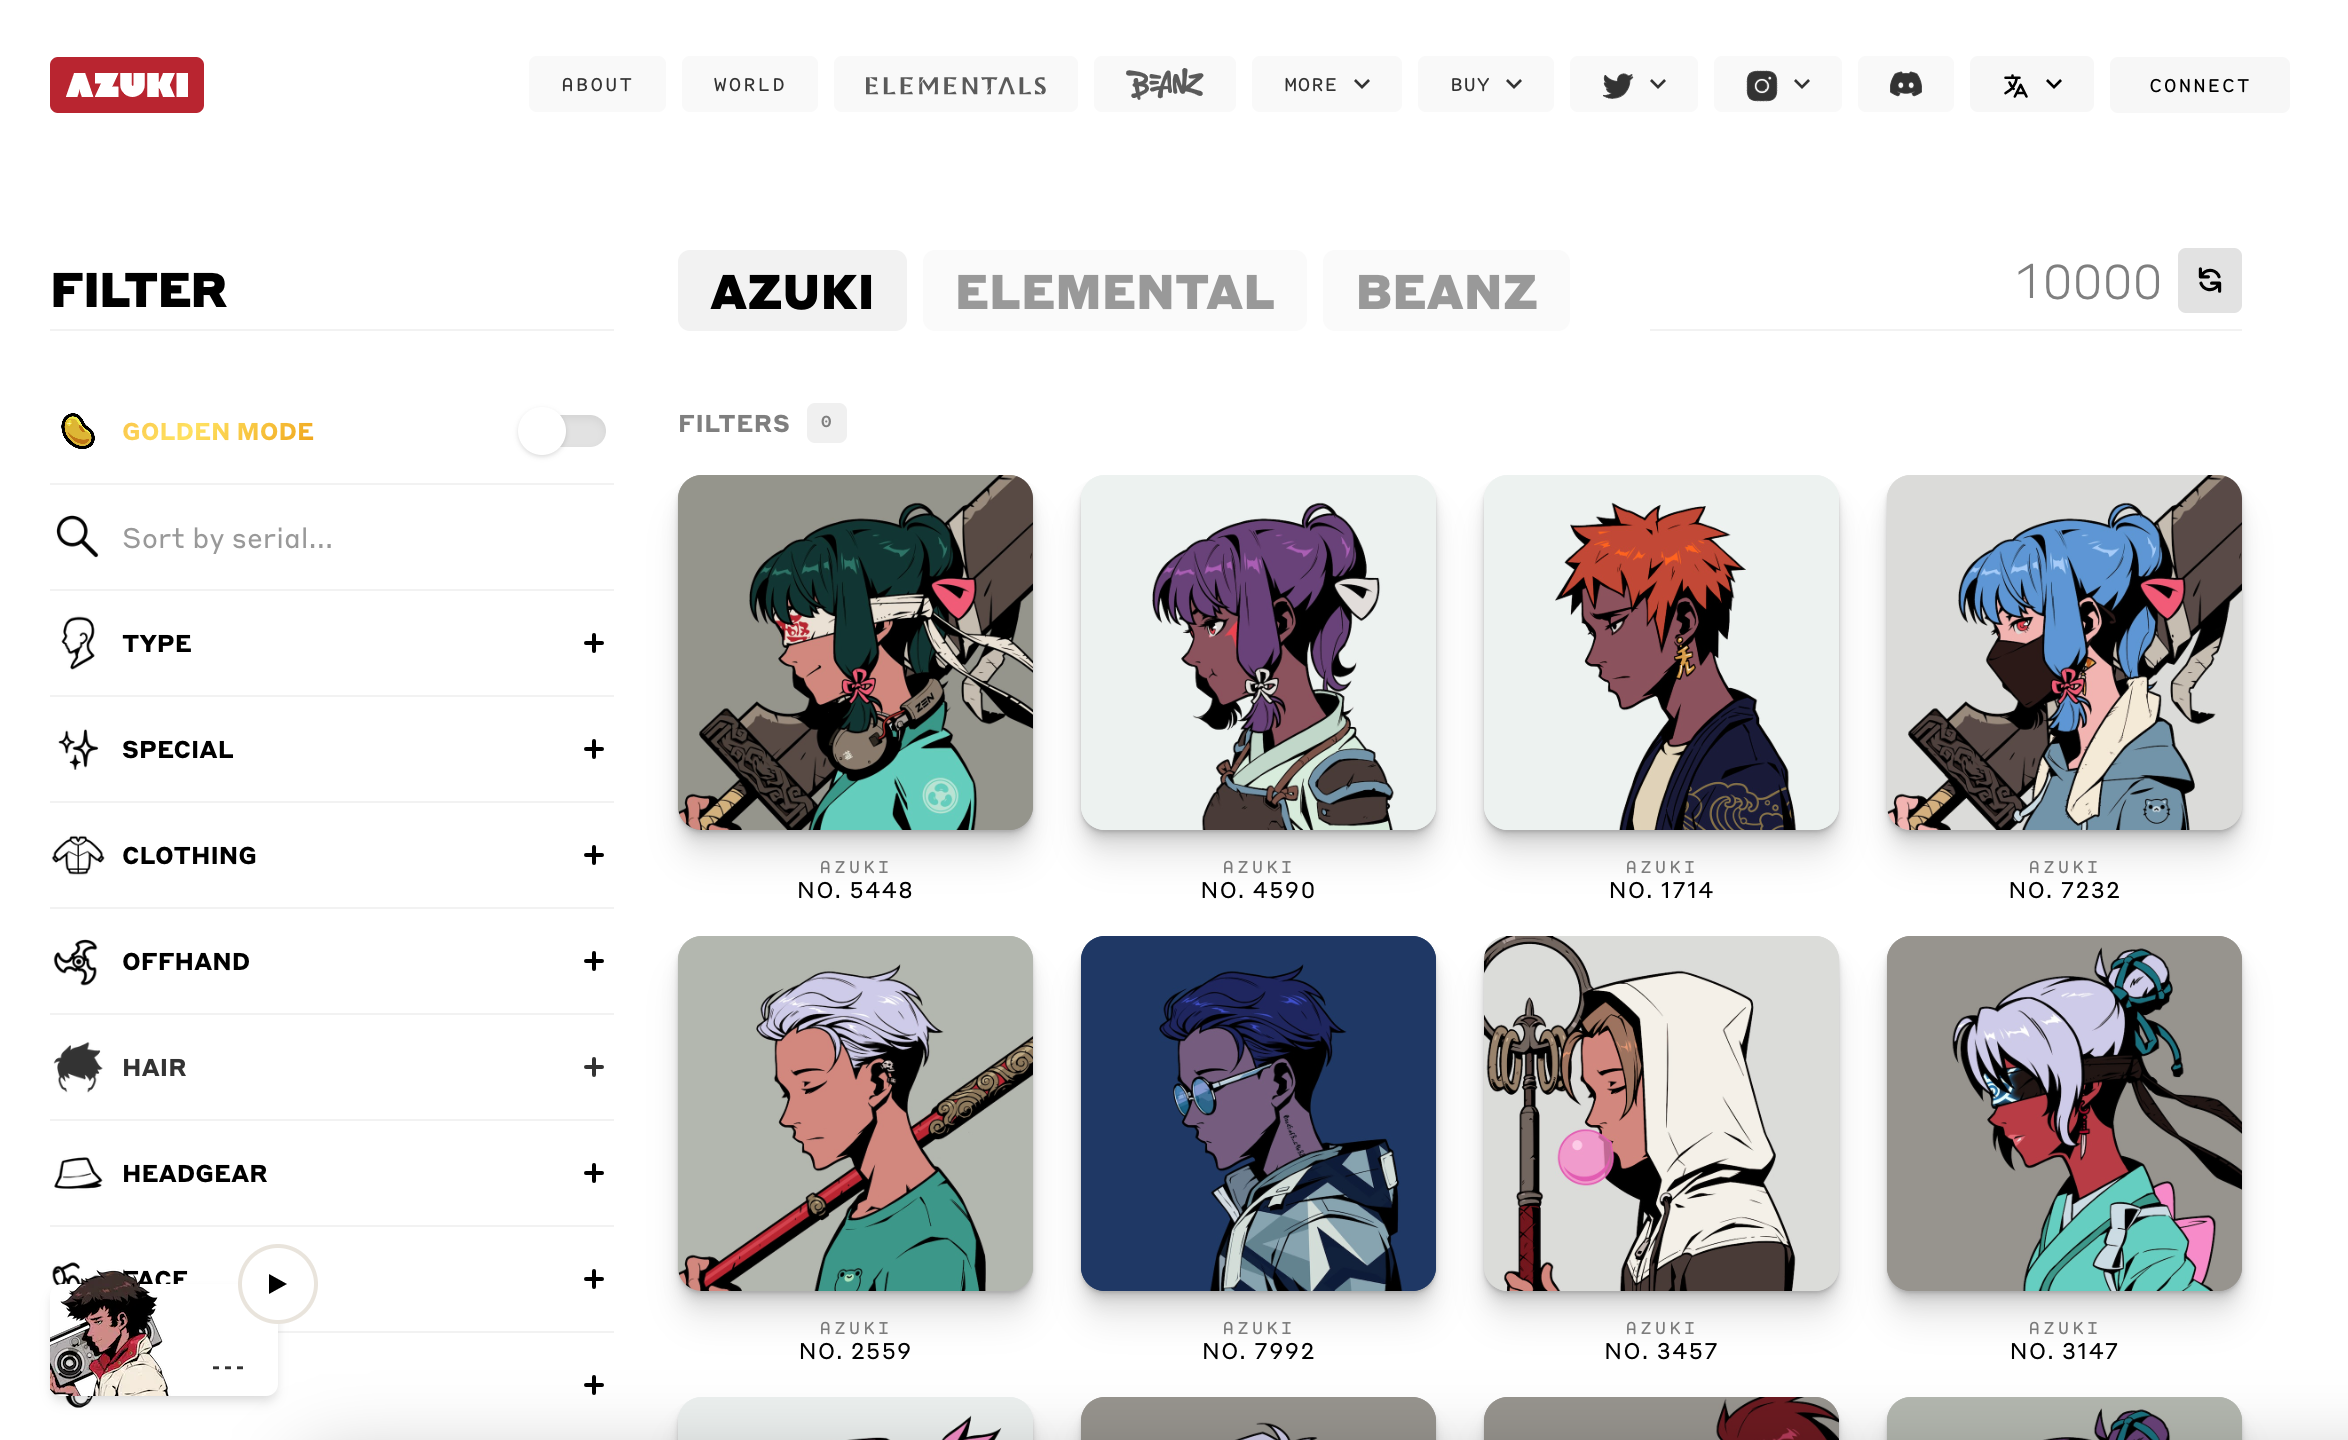 AZUKI
ABOUT
WORLD
ELEMENTALS
BEANZ
MORE
BUY
CONNECT
FILTER
AZUKI
ELEMENTAL
BEANZ
10000
GOLDEN MODE
Sort by serial...
TYPE
SPECIAL
CLOTHING
OFFHAND
HAIR
HEADGEAR
FACE
---
FILTERS 0
ZEN
AZUKI
NO. 5448
AZUKI
NO. 4590
AZUKI
NO. 1714
AZUKI
NO. 7232
AZUKI
NO. 2559
AZUKI
NO. 7992
AZUKI
NO. 3457
AZUKI
NO. 3147